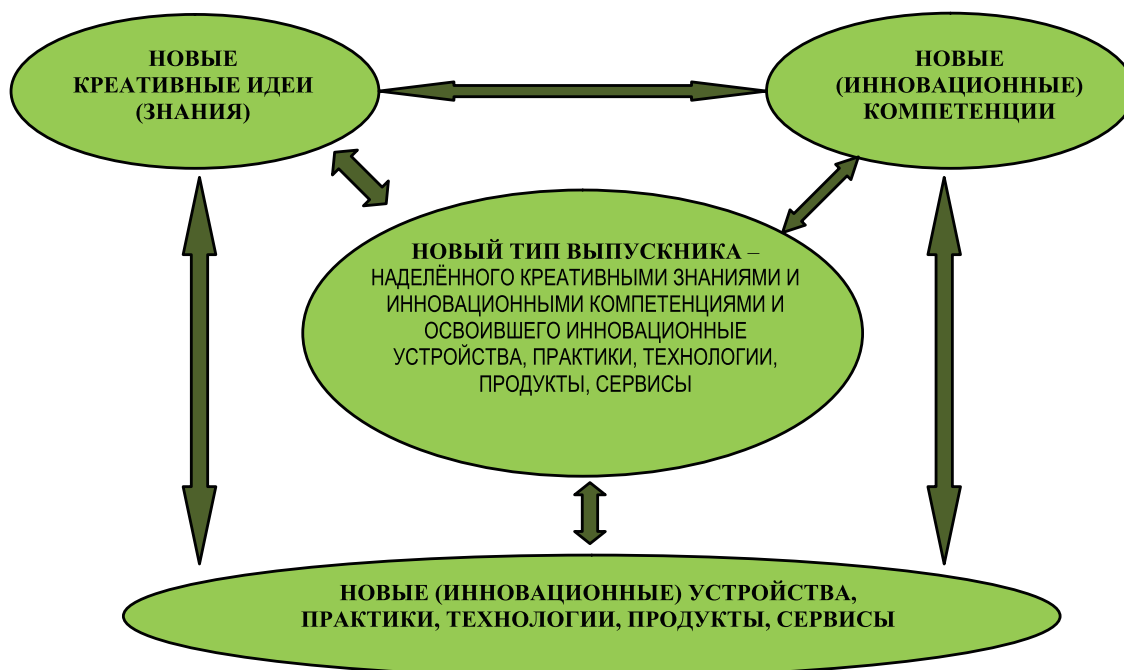 НОВЫЕ
КРЕАТИВНЫЕ ИДЕИ
(ЗНАНИЯ)
НОВЫЕ
(ИННОВАЦИОННЫЕ)
КОМПЕТЕНЦИИ
НОВЫЙ ТИП ВЫПУСКНИКА –
НАДЕЛЁННОГО КРЕАТИВНЫМИ ЗНАНИЯМИ И
ИННОВАЦИОННЫМИ КОМПЕТЕНЦИЯМИ И
ОСВОИВШЕГО ИННОВАЦИОННЫЕ
УСТРОЙСТВА, ПРАКТИКИ, ТЕХНОЛОГИИ,
ПРОДУКТЫ, СЕРВИСЫ
НОВЫЕ (ИННОВАЦИОННЫЕ) УСТРОЙСТВА,
ПРАКТИКИ, ТЕХНОЛОГИИ, ПРОДУКТЫ, СЕРВИСЫ